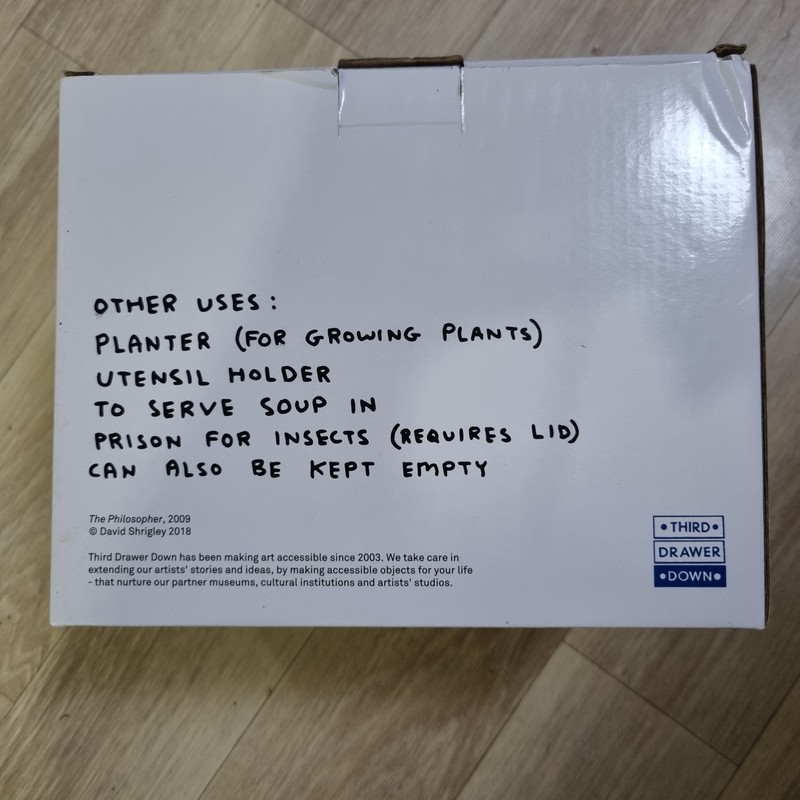 OTHER USES:
PLANTER (FOR GROWING PLANTS)
UTENSIL HOLDER
TO SERVE SOUP IN
PRISON FOR INSECTS (REQUIRES LID)
CAN ALSO BE KEPT EMPTY
The Philosopher, 2009
© David Shrigley 2018
Third Drawer Down has been making art accessible since 2003. We take care in
extending our artists' stories and ideas, by making accessible objects for your life
- that nurture our partner museums, cultural institutions and artists' studios.
•THIRD•
DRAWER
•DOWN•